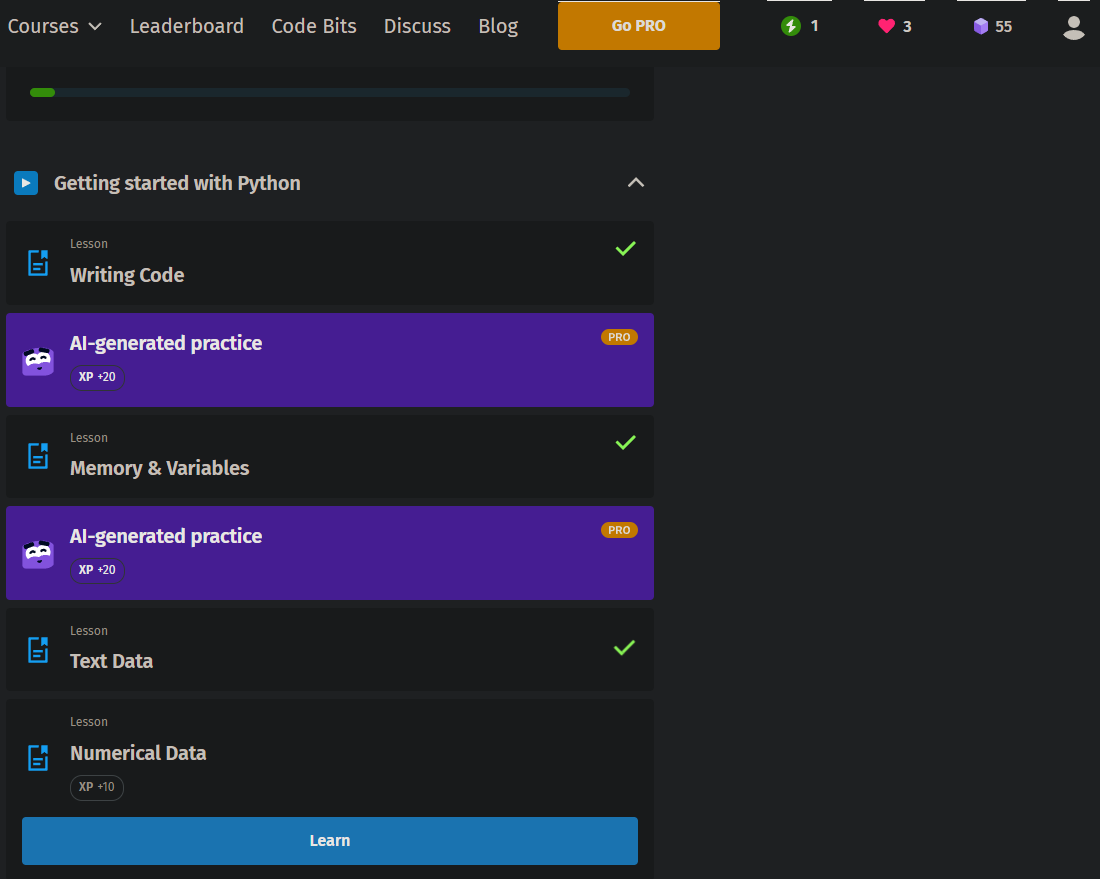 Courses Leaderboard Code Bits Discuss Blog Go PRO 1 3 55
Getting started with Python
Lesson
Writing Code
AI-generated practice PRO
XP +20
Lesson
Memory & Variables
AI-generated practice PRO
XP +20
Lesson
Text Data
Lesson
Numerical Data
XP +10
Learn